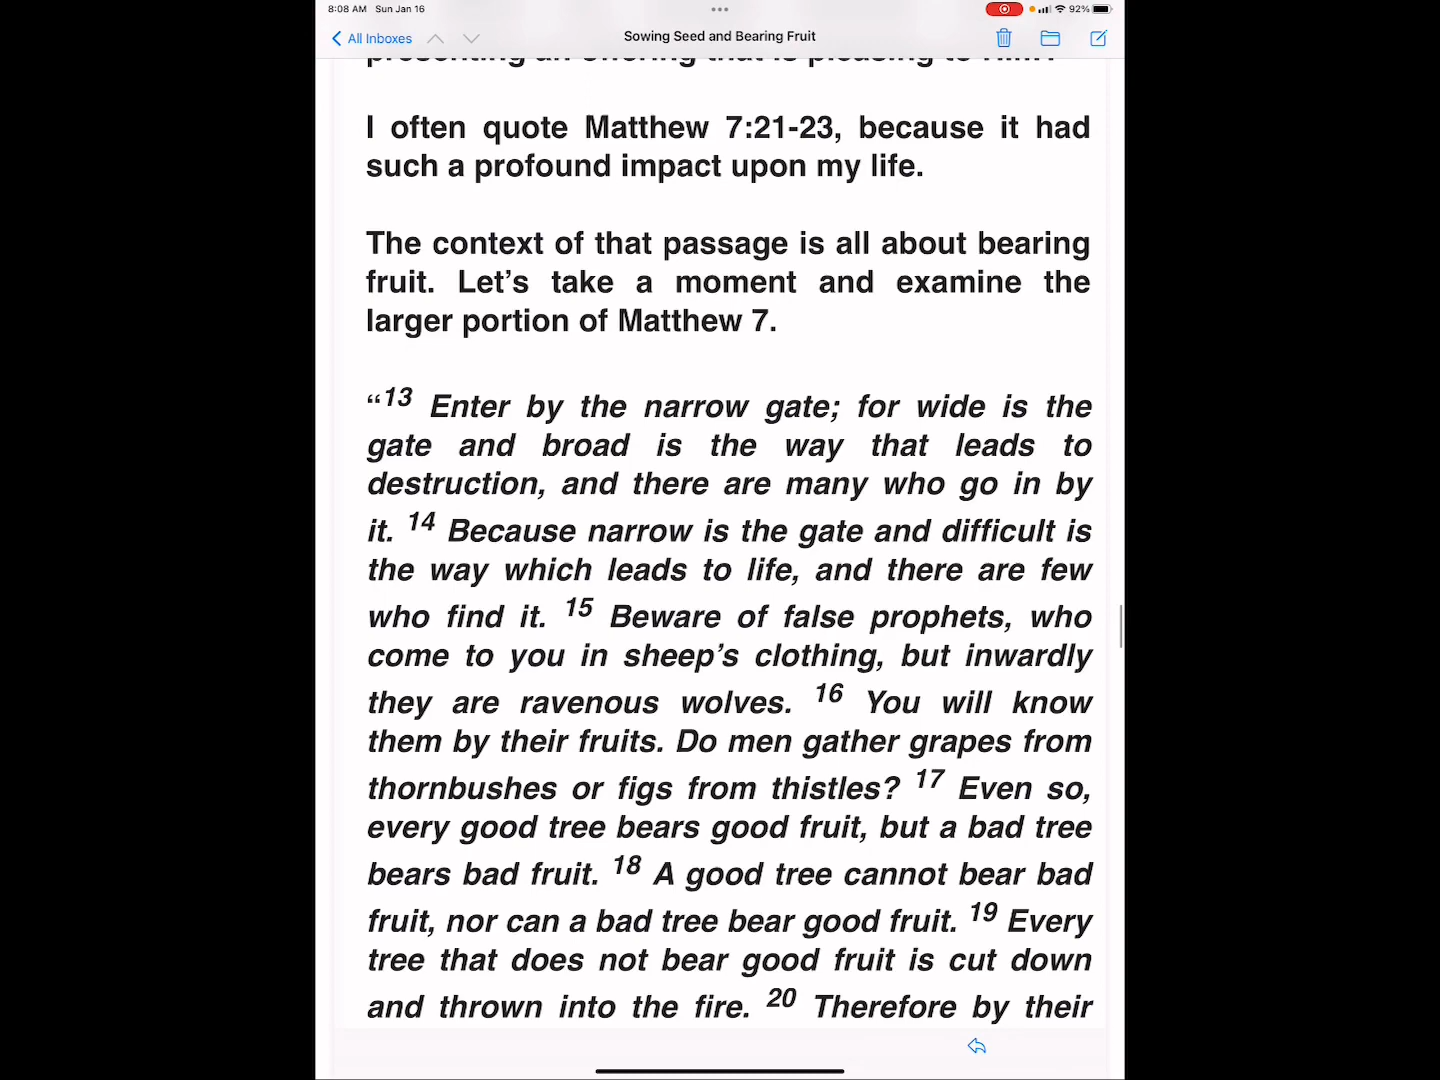 8:08 AM Sun Jan 16
92%
All Inboxes
Sowing Seed and Bearing Fruit
presenting an offering that is pleasing to Him?
I often quote Matthew 7:21-23, because it had
such a profound impact upon my life.
The context of that passage is all about bearing
fruit. Let’s take a moment and examine the
larger portion of Matthew 7.
“13 Enter by the narrow gate; for wide is the
gate and broad is the way that leads to
destruction, and there are many who go in by
it. 14 Because narrow is the gate and difficult is
the way which leads to life, and there are few
who find it. 15 Beware of false prophets, who
come to you in sheep’s clothing, but inwardly
they are ravenous wolves. 16 You will know
them by their fruits. Do men gather grapes from
thornbushes or figs from thistles? 17 Even so,
every good tree bears good fruit, but a bad tree
bears bad fruit. 18 A good tree cannot bear bad
fruit, nor can a bad tree bear good fruit. 19 Every
tree that does not bear good fruit is cut down
and thrown into the fire. 20 Therefore by their